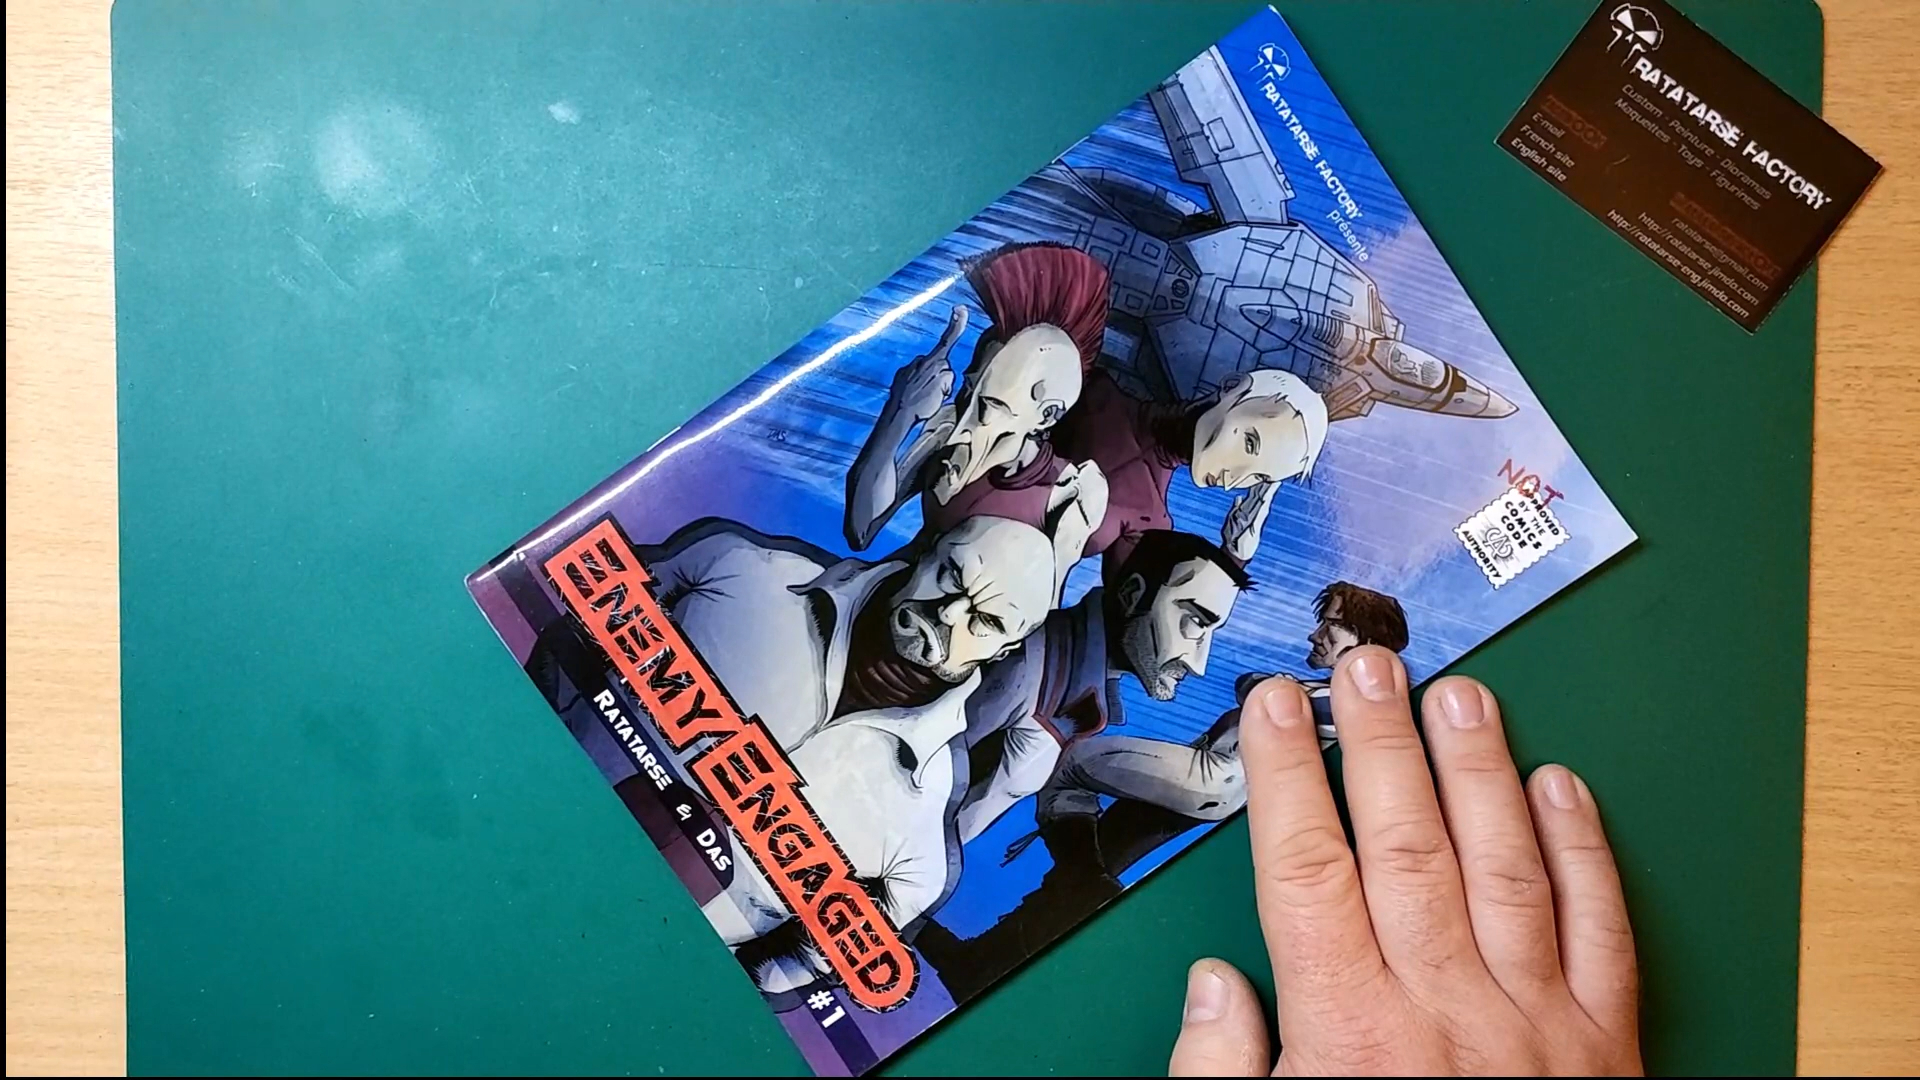 RATATARSE FACTORY
présente
NOT
APPROVED
BY THE
COMICS
CODE
AUTHORITY
DAS
ENEMY ENGAGED
RATATARSE & DAS
#1
RATATARSE FACTORY
Custom - Peinture - Dioramas
Maquettes - Toys - Figurines
E-mail
French site
English site
ratatarse@gmail.com
http://ratatarse.jimdo.com
http://ratatarse-eng.jimdo.com